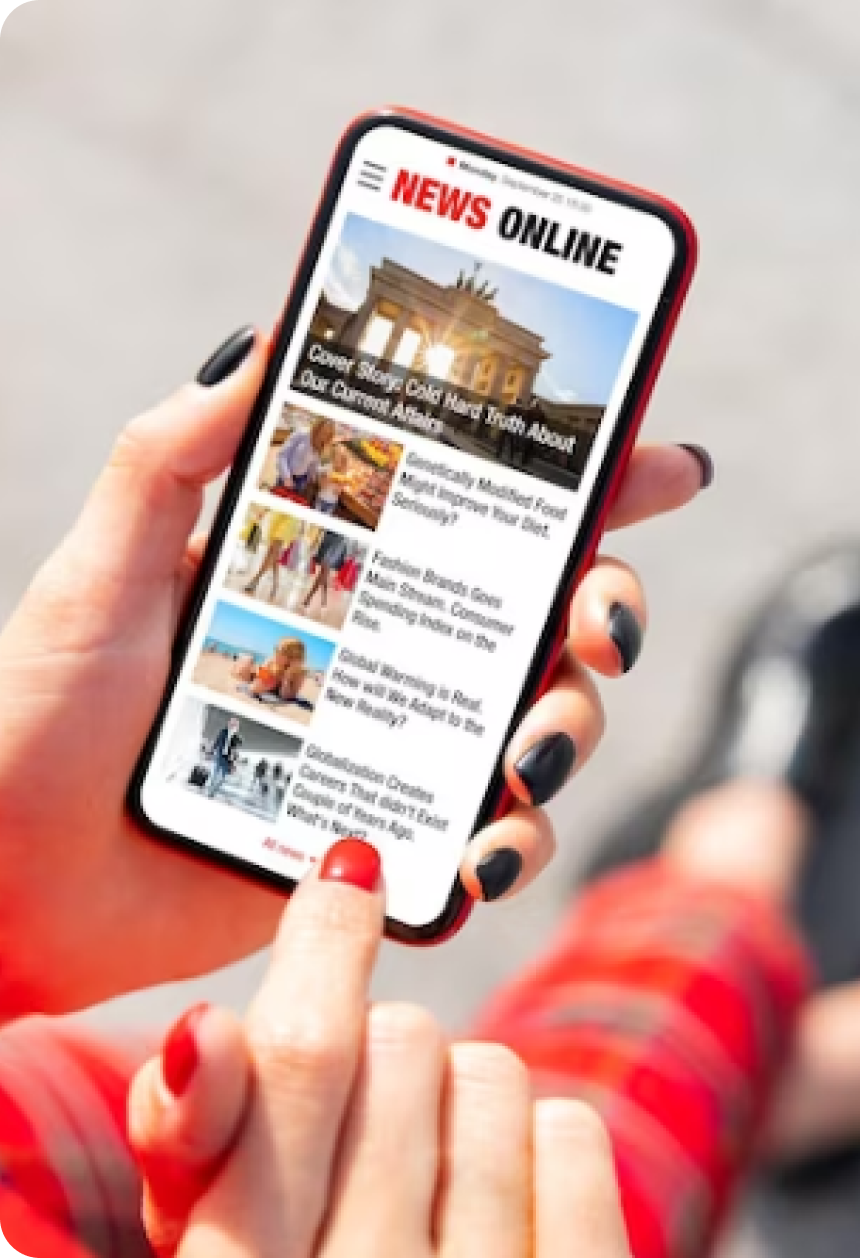 Monday
NEWS ONLINE
Cover Story: Cold Hard Truth About
Our Current Affairs
Genetically Modified Food
Might Improve Your Diet.
Seriously?
Fashion Brands Goes
Main Stream. Consumer
Spending Index on the
Rise.
Global Warming is Real.
How will We Adapt to the
New Reality?
Globalization Creates
Careers That didn't Exist
Couple of Years Ago.
What's Next?
All news